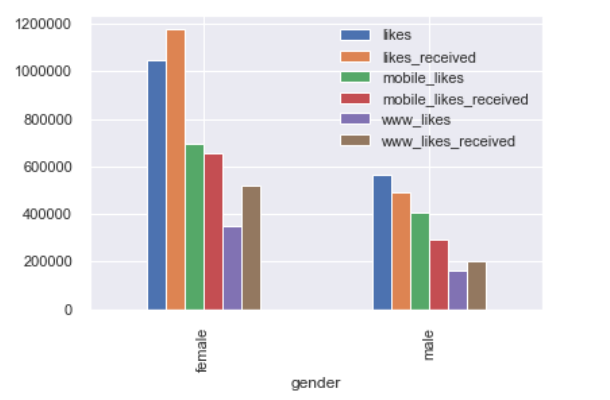 1200000
1000000
800000
600000
400000
200000
0
likes
likes_received
mobile_likes
mobile_likes_received
www_likes
www_likes_received
female
male
gender